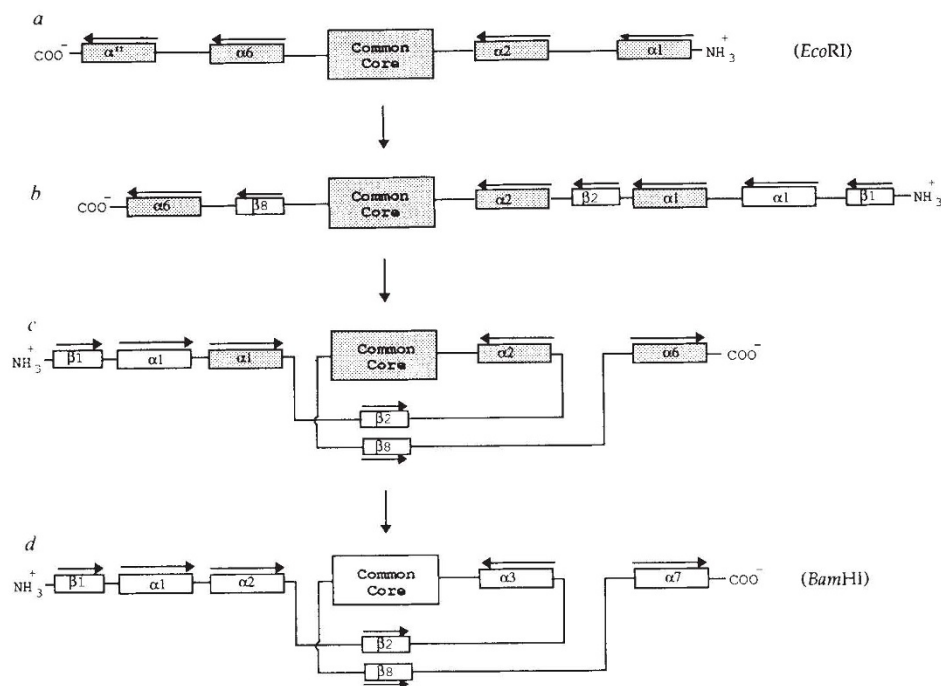 a
COO⁻ α6 Common Core α2 α1 NH₃⁺ (EcoRI)
b
COO⁻ α6 β8 Common Core α2 β2 α1 α1 β1 NH₃⁺
c
NH₃⁺ β1 α1 α1 Common Core α2 α6 COO⁻
β2
β8
d
NH₃⁺ β1 α1 α2 Common Core α3 α7 COO⁻ (BamHI)
β2
β8